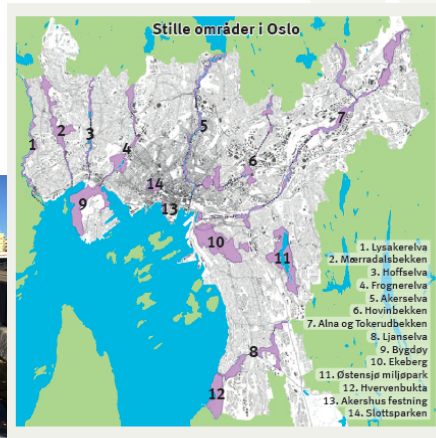 Stille områder i Oslo
1
2
3
4
5
6
7
14
13
9
10
11
8
12
1. Lysakerelva
2. Mærradalsbekken
3. Hoffselva
4. Frognerelva
5. Akerselva
6. Hovinbekken
7. Alna og Tokerudbekken
8. Ljanselva
9. Bygdøy
10. Ekeberg
11. Østensjø miljøpark
12. Hvervenbukta
13. Akershus festning
14. Slottsparken